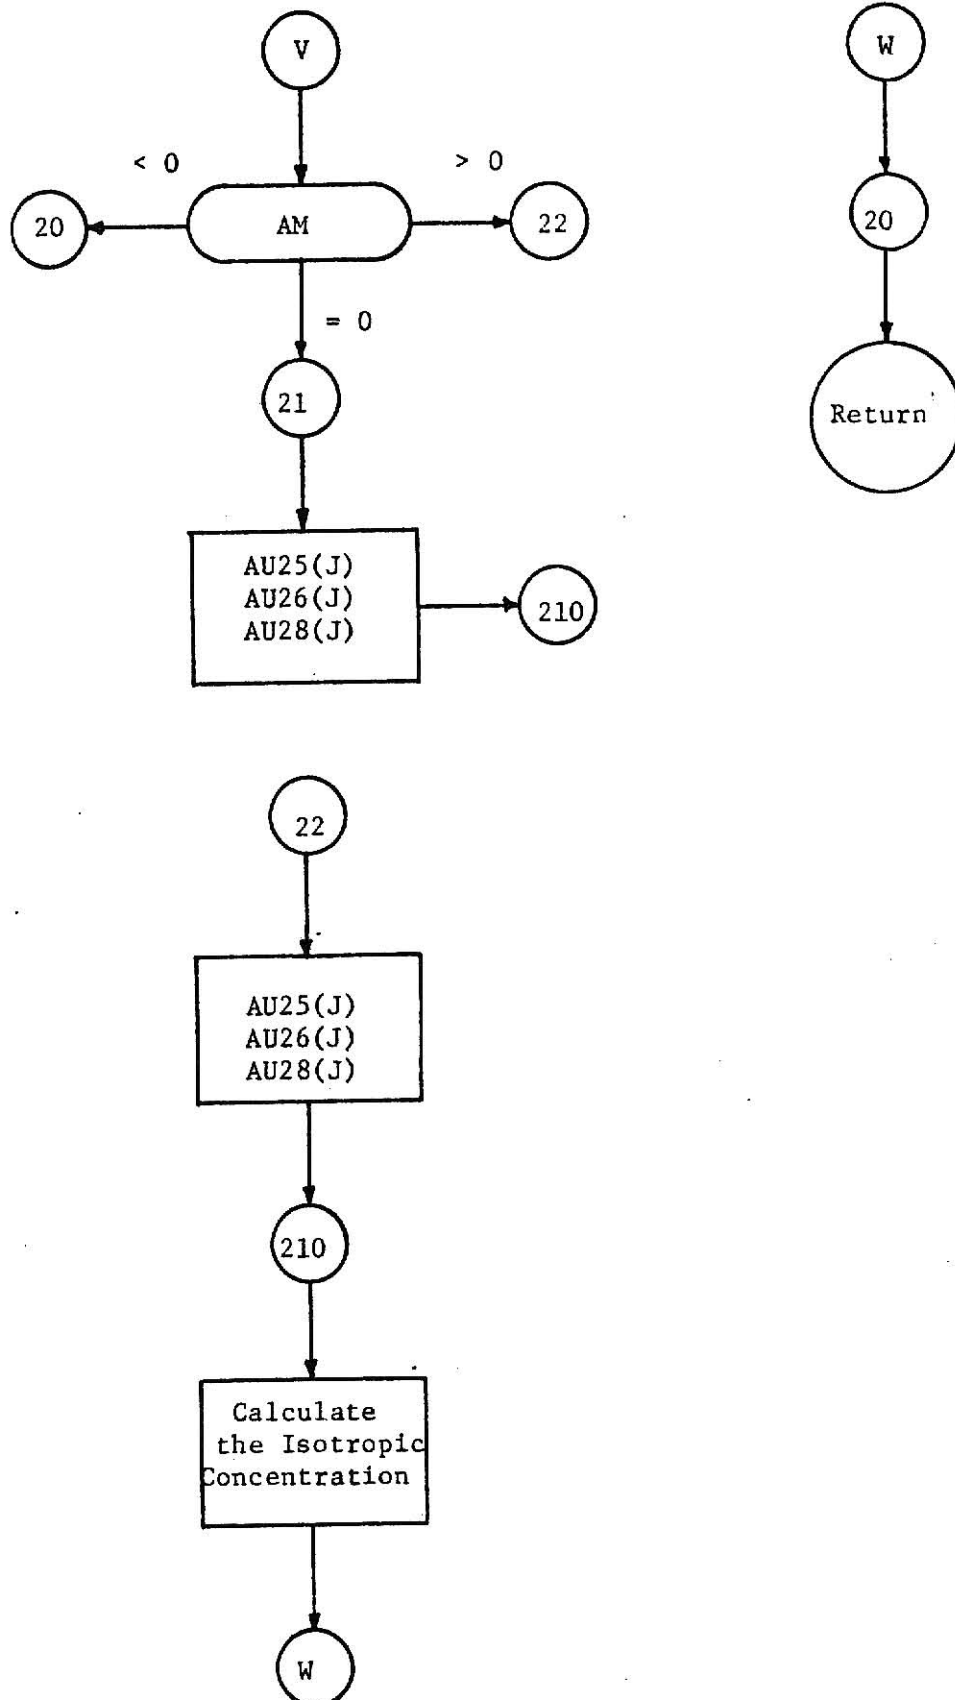 V
W
< 0
> 0
20
AM
22
20
= 0
21
Return
AU25(J)
AU26(J)
AU28(J)
210
22
AU25(J)
AU26(J)
AU28(J)
210
Calculate
the Isotropic
Concentration
W